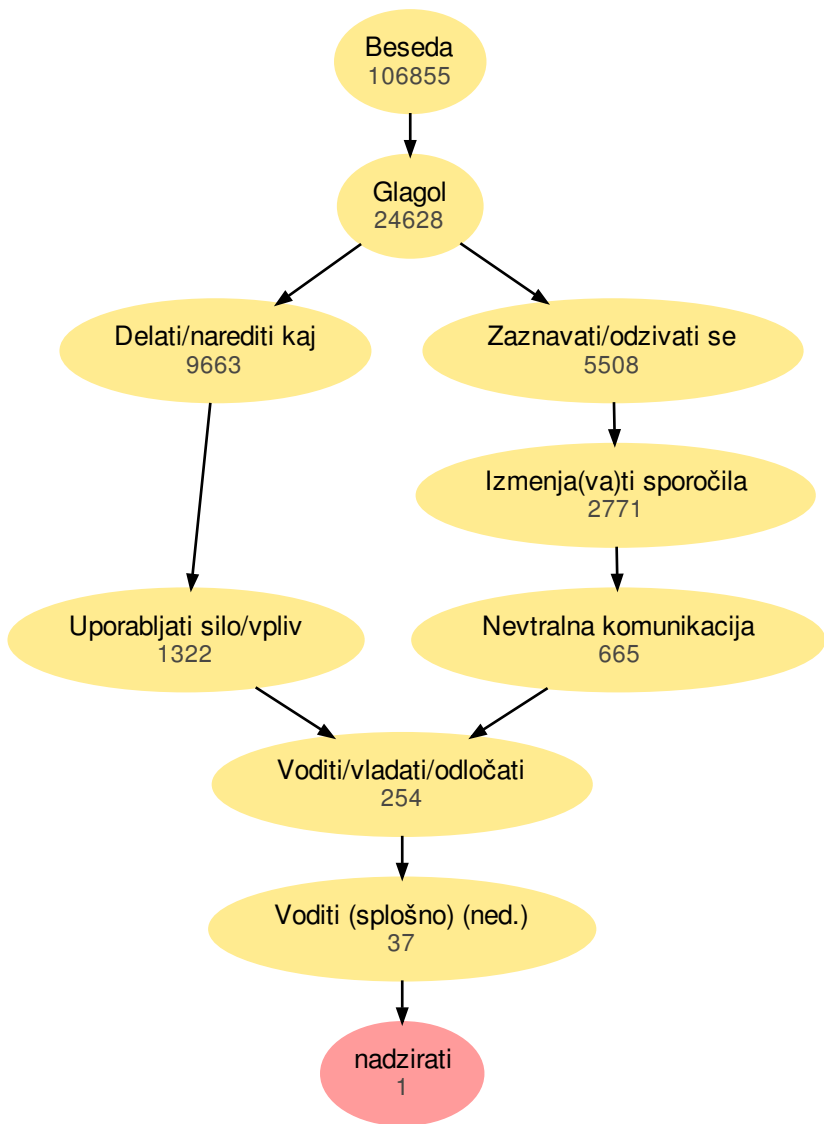 Beseda
106855
Glagol
24628
Delati/narediti kaj
9663
Zaznavati/odzivati se
5508
Izmenja(va)ti sporočila
2771
Uporabljati silo/vpliv
1322
Nevtralna komunikacija
665
Voditi/vladati/odločati
254
Voditi (splošno) (ned.)
37
nadzirati
1